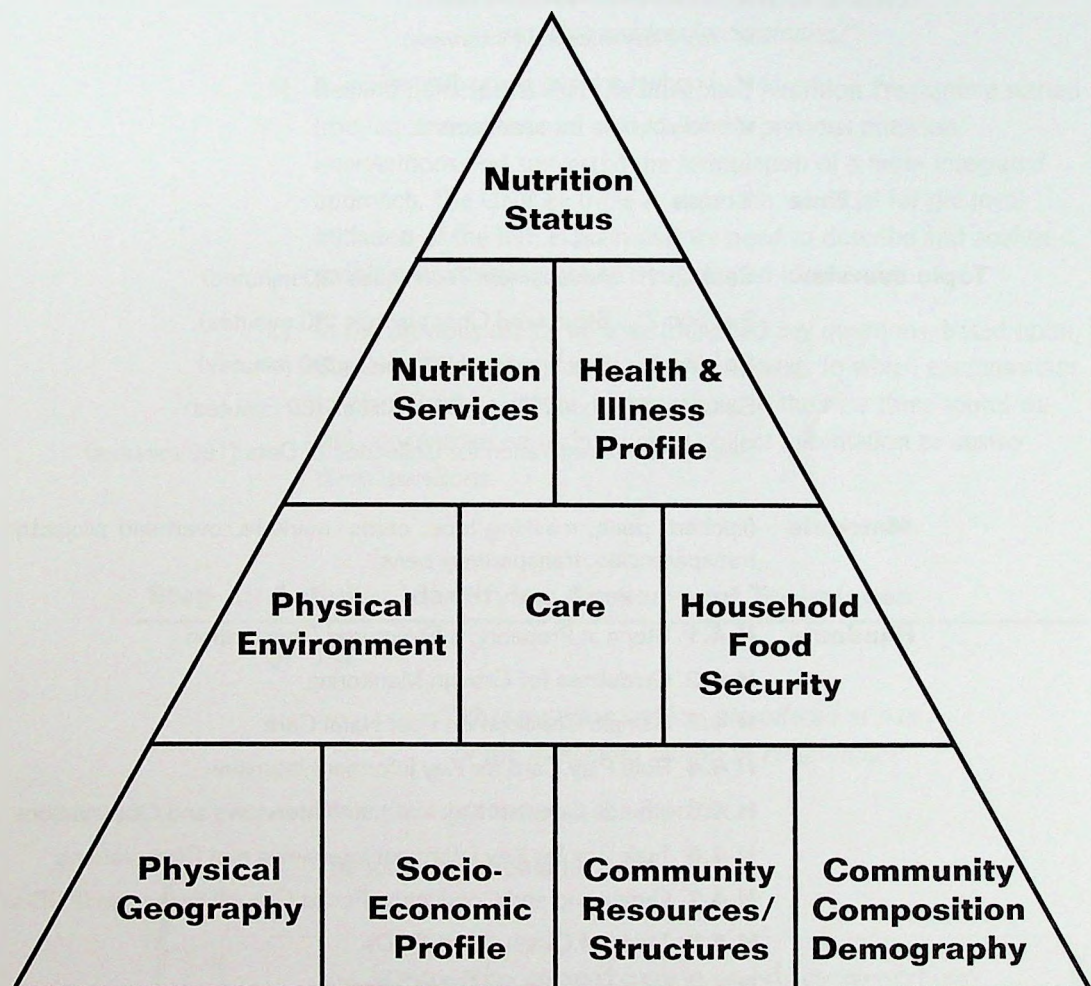 Nutrition
Status
Nutrition
Services
Health &
Illness
Profile
Physical
Environment
Care
Household
Food
Security
Physical
Geography
Socio-
Economic
Profile
Community
Resources/
Structures
Community
Composition
Demography